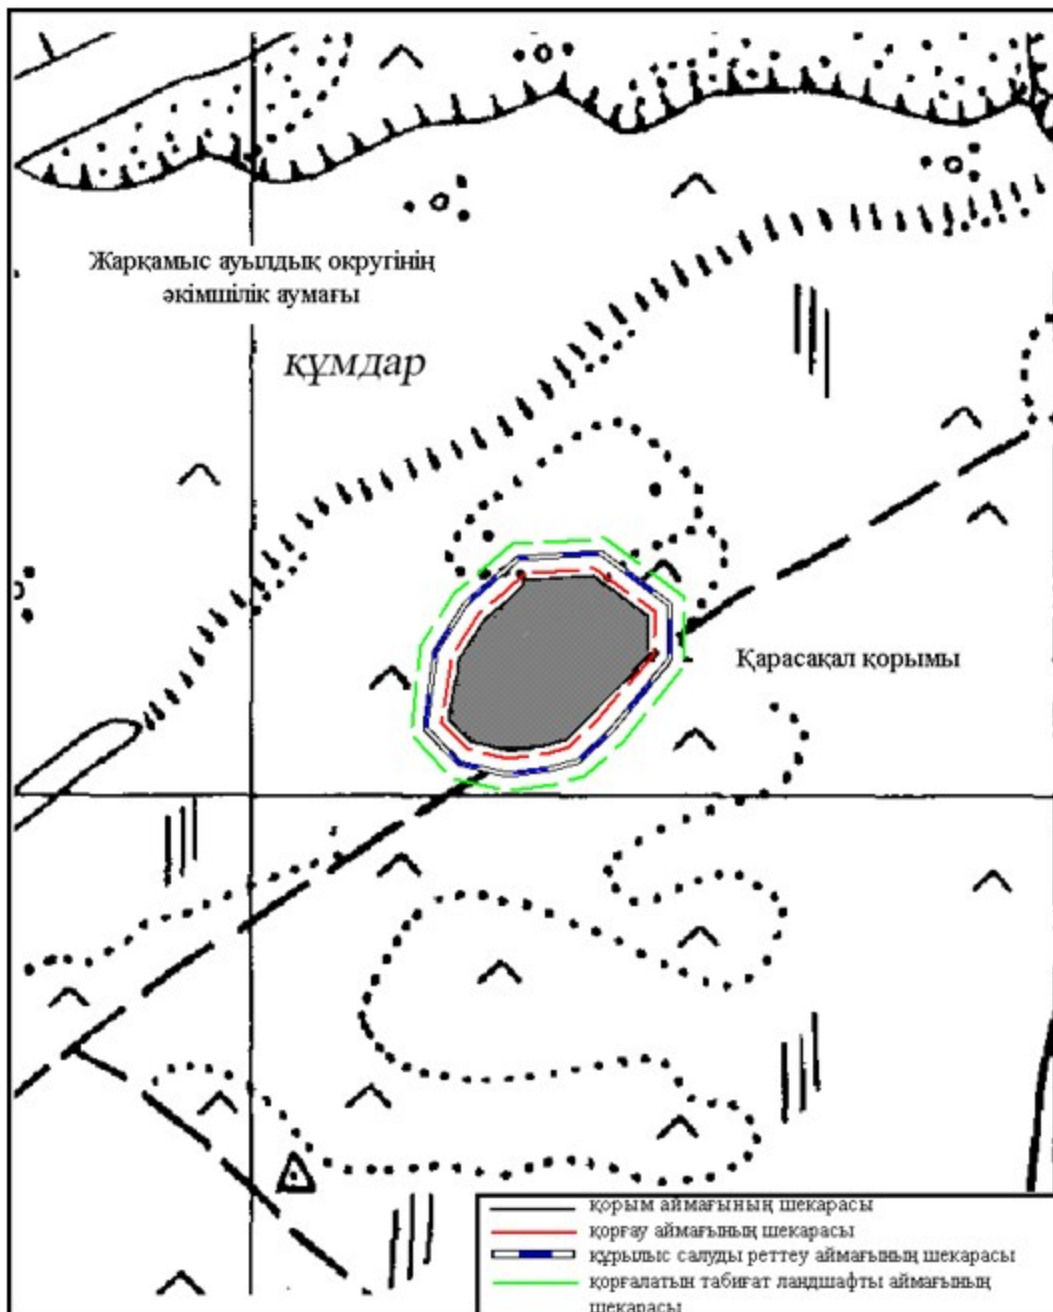 Жарқамыс ауылдық округінің
әкімшілік аумағы
құмдар
Қарасақал қорымы
қорым аймағының шекарасы
қорғау аймағының шекарасы
құрылыс салуды реттеу аймағының шекарасы
қорғалатын табиғат ландшафты аймағының
шекарасы